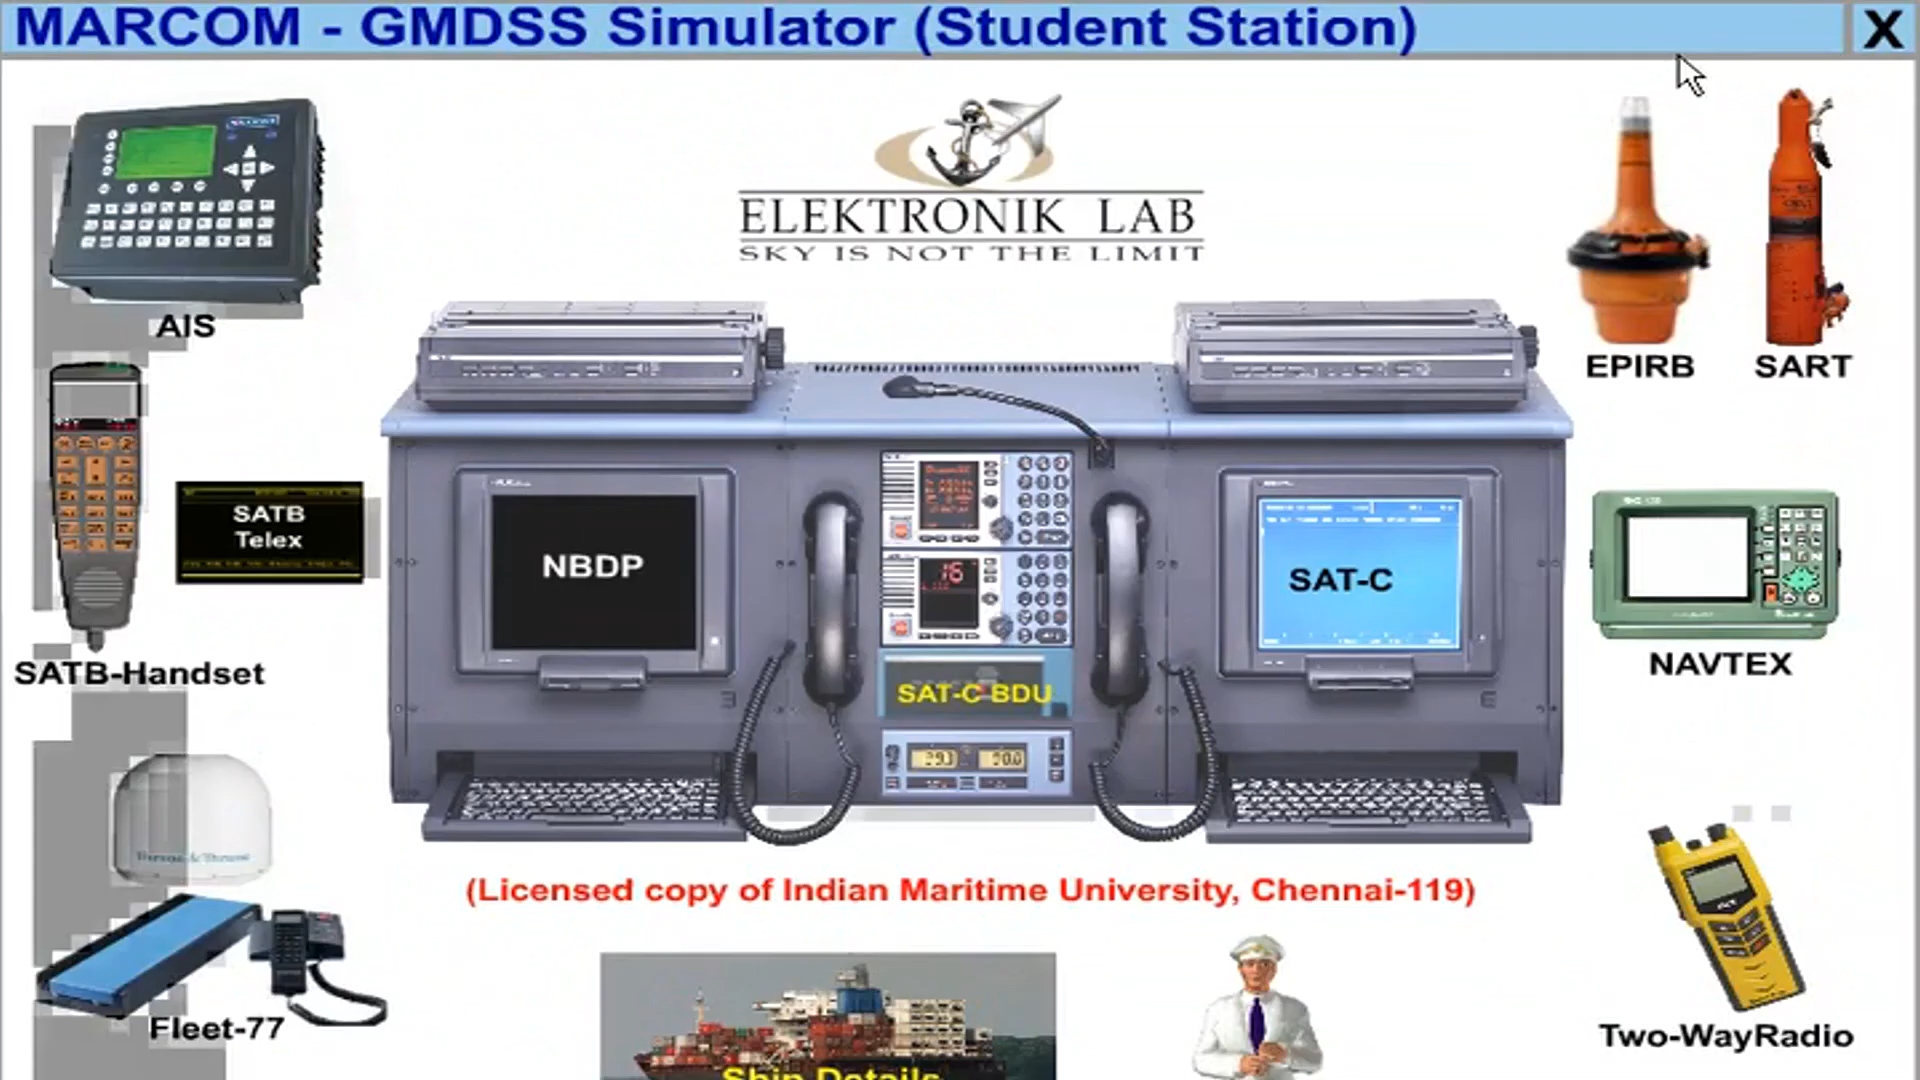 MARCOM - GMDSS Simulator (Student Station)
X
ELEKTRONIK LAB
SKY IS NOT THE LIMIT
AIS
EPIRB
SART
SATB
Telex
NBDP
16
SAT-C
SATB-Handset
SAT-C BDU
NAVTEX
(Licensed copy of Indian Maritime University, Chennai-119)
Fleet-77
Two-WayRadio
Ship Details